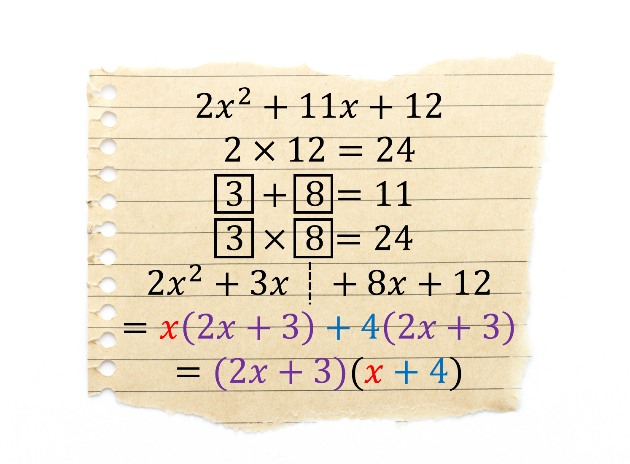 2x² + 11x + 12
2 × 12 = 24
3 + 8 = 11
3 × 8 = 24
2x² + 3x + 8x + 12
= x(2x + 3) + 4(2x + 3)
= (2x + 3)(x + 4)